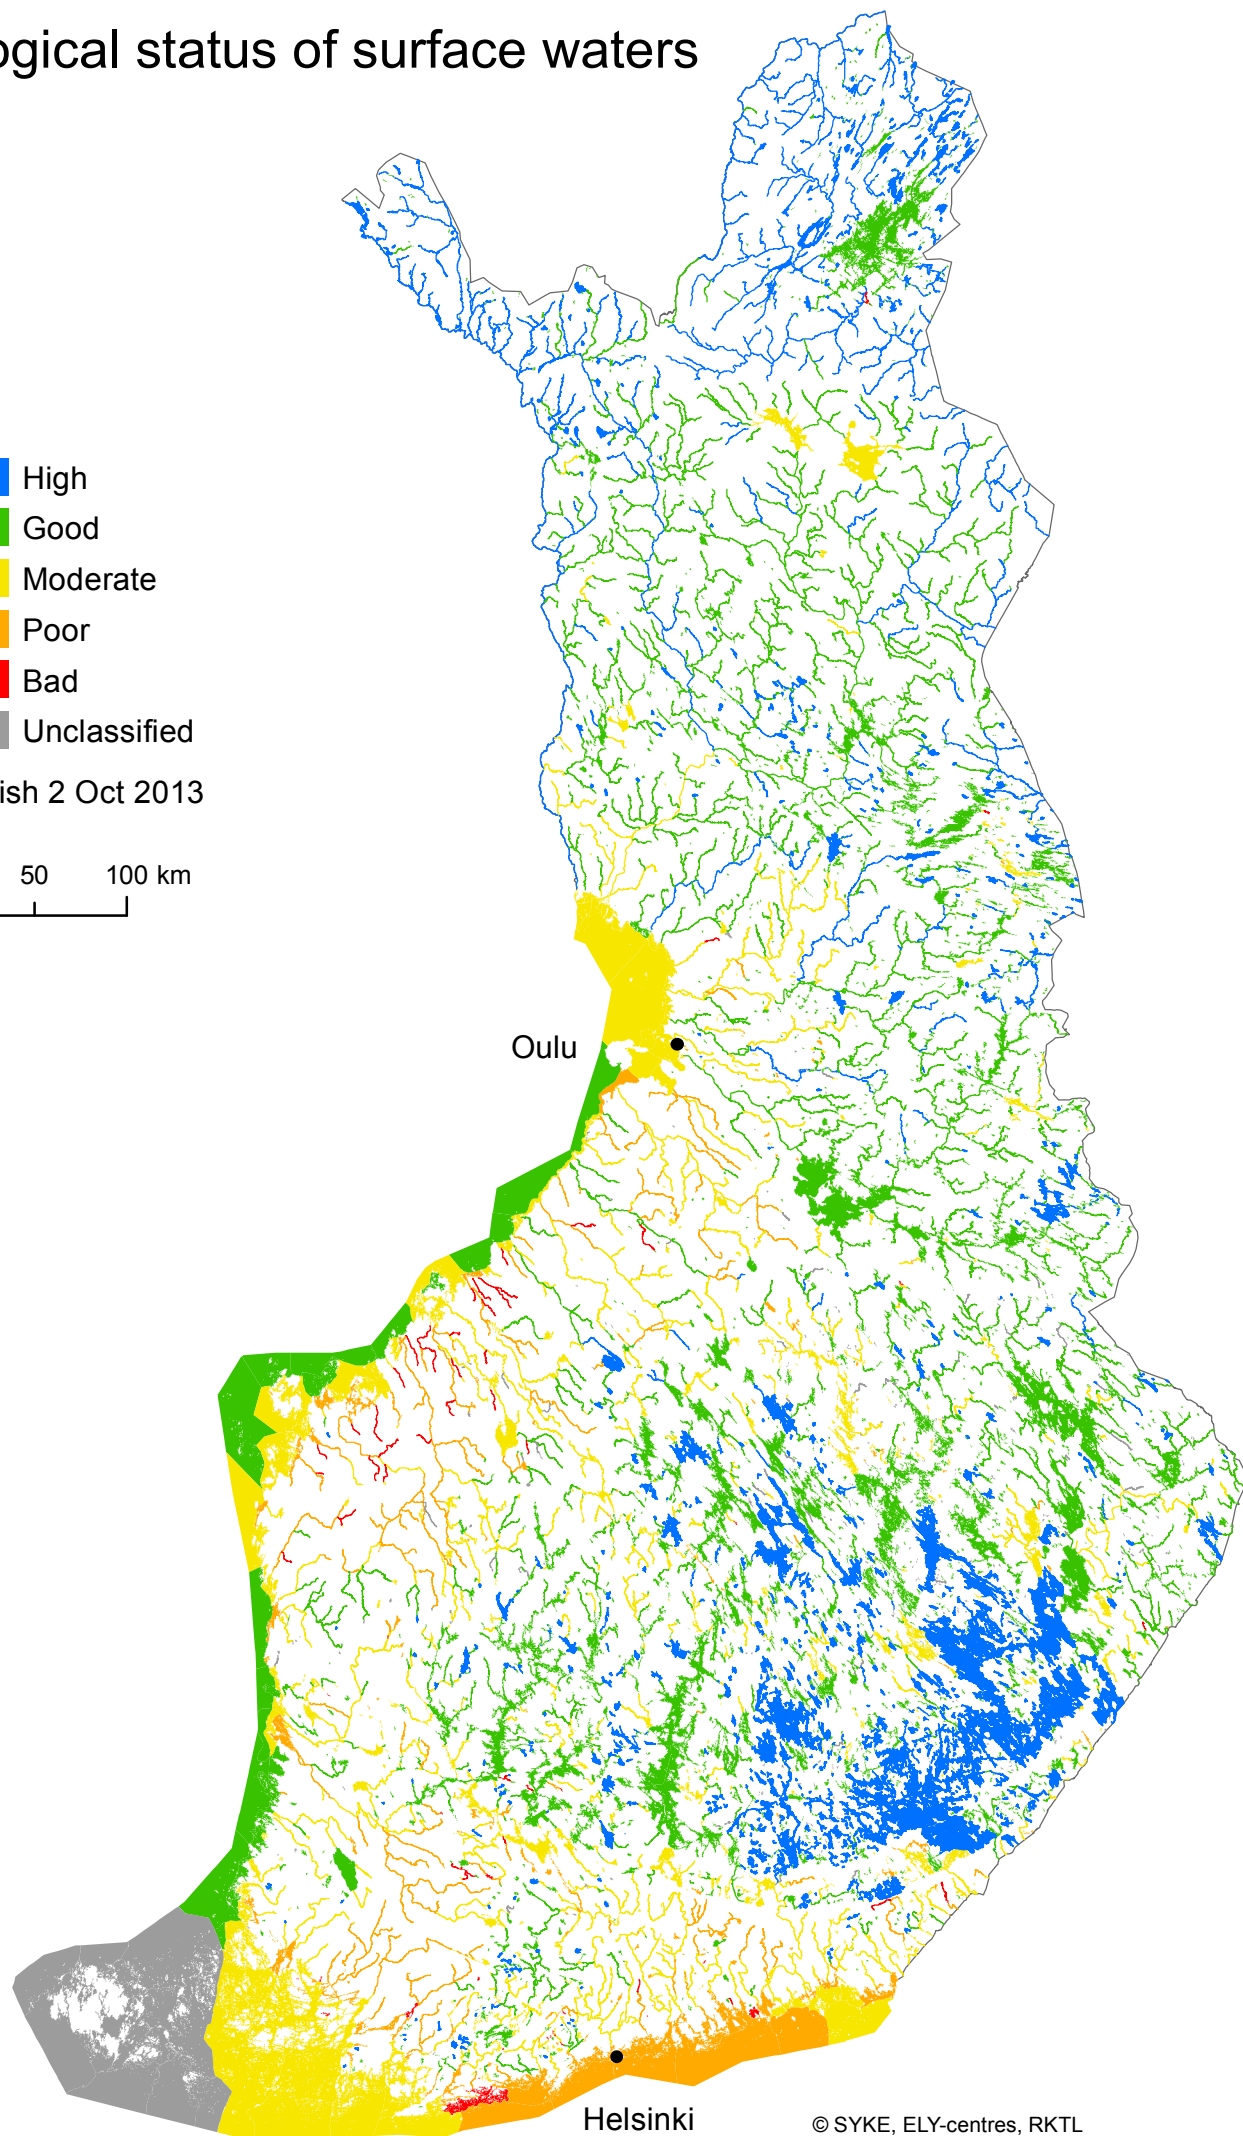 ogical status of surface waters
High
Good
Moderate
Poor
Bad
Unclassified
ish 2 Oct 2013
50 100 km
Oulu
Helsinki
© SYKE, ELY-centres, RKTL